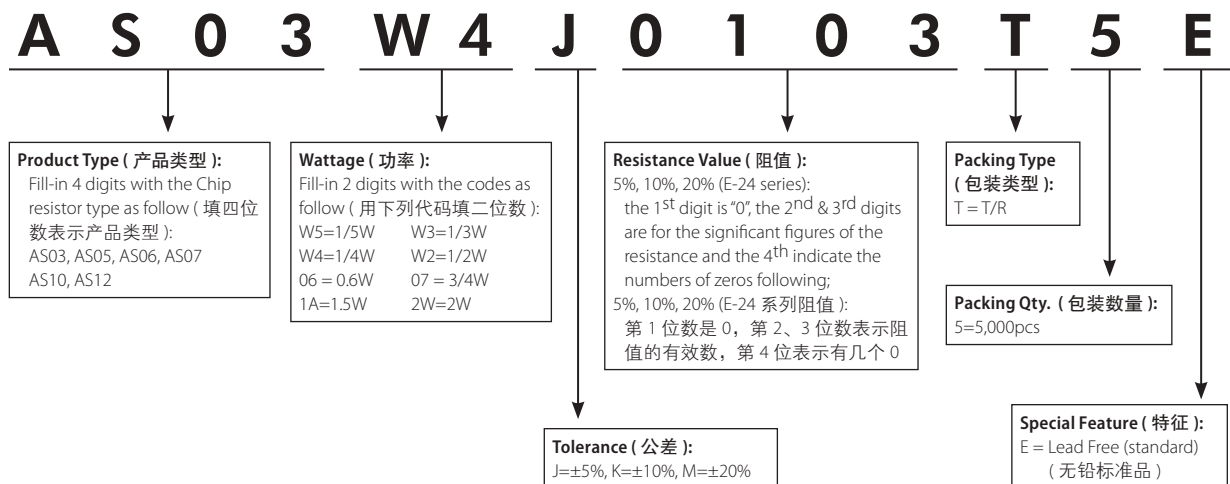 A S 0 3 W 4 J 0 1 0 3 T 5 E
Product Type ( 产品类型 ):
Fill-in 4 digits with the Chip
resistor type as follow ( 填四位
数表示产品类型 ):
AS03, AS05, AS06, AS07
AS10, AS12
Wattage ( 功率 ):
Fill-in 2 digits with the codes as
follow ( 用下列代码填二位数 ):
W5=1/5W W3=1/3W
W4=1/4W W2=1/2W
06 = 0.6W 07 = 3/4W
1A=1.5W 2W=2W
Resistance Value ( 阻值 ):
5%, 10%, 20% (E-24 series):
the 1st digit is "0", the 2nd & 3rd digits
are for the significant figures of the
resistance and the 4th indicate the
numbers of zeros following;
5%, 10%, 20% (E-24 系列阻值 ):
第 1 位数是 0，第 2、3 位数表示阻
值的有效数，第 4 位表示有几个 0
Packing Type
( 包装类型 ):
T = T/R
Packing Qty. ( 包装数量 ):
5=5,000pcs
Tolerance ( 公差 ):
J=±5%, K=±10%, M=±20%
Special Feature ( 特征 ):
E = Lead Free (standard)
( 无铅标准品 )